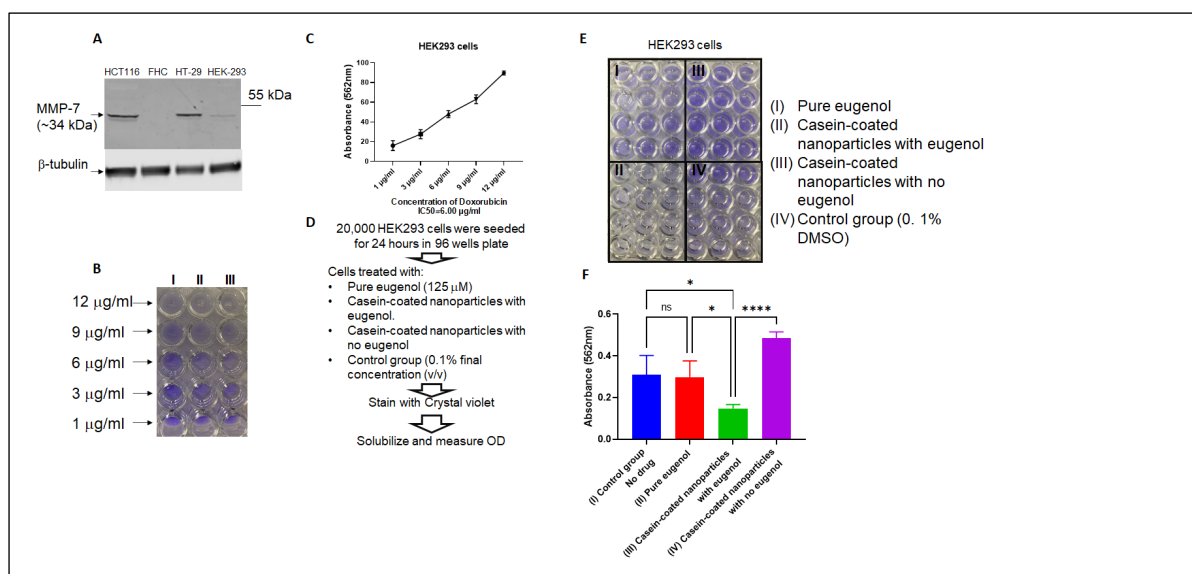 A
HCT116 FHC HT-29 HEK-293
55 kDa
MMP-7
(~34 kDa)
β-tubulin
B
I II III
12 μg/ml
9 μg/ml
6 μg/ml
3 μg/ml
1 μg/ml
C
HEK293 cells
Absorbance (562nm)
100
80
60
40
20
0
1 μg/ml
3 μg/ml
6 μg/ml
9 μg/ml
12 μg/ml
Concentration of Doxorubicin
IC50=6.00 μg/ml
D
20,000 HEK293 cells were seeded
for 24 hours in 96 wells plate
Cells treated with:
• Pure eugenol (125 μM)
• Casein-coated nanoparticles with
eugenol.
• Casein-coated nanoparticles with
no eugenol
• Control group (0.1% final
concentration (v/v)
Stain with Crystal violet
Solubilize and measure OD
E
HEK293 cells
I III
II IV
(I) Pure eugenol
(II) Casein-coated
nanoparticles with eugenol
(III) Casein-coated
nanoparticles with no
eugenol
(IV) Control group (0. 1%
DMSO)
F
*
ns * ****
Absorbance (562nm)
0.6
0.4
0.2
0.0
(I) Control group
No drug
(II) Pure eugenol
(III) Casein-coated nanoparticles
with eugenol
(IV) Casein-coated nanoparticles
with no eugenol